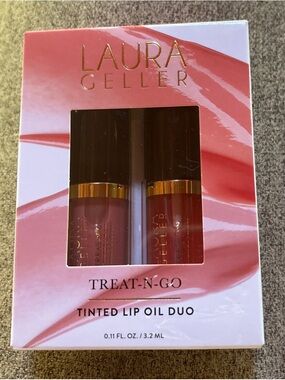 LAURA
GELLER
TREAT-N-GO
TINTED LIP OIL DUO
0.11 FL. OZ. / 3.2 ML